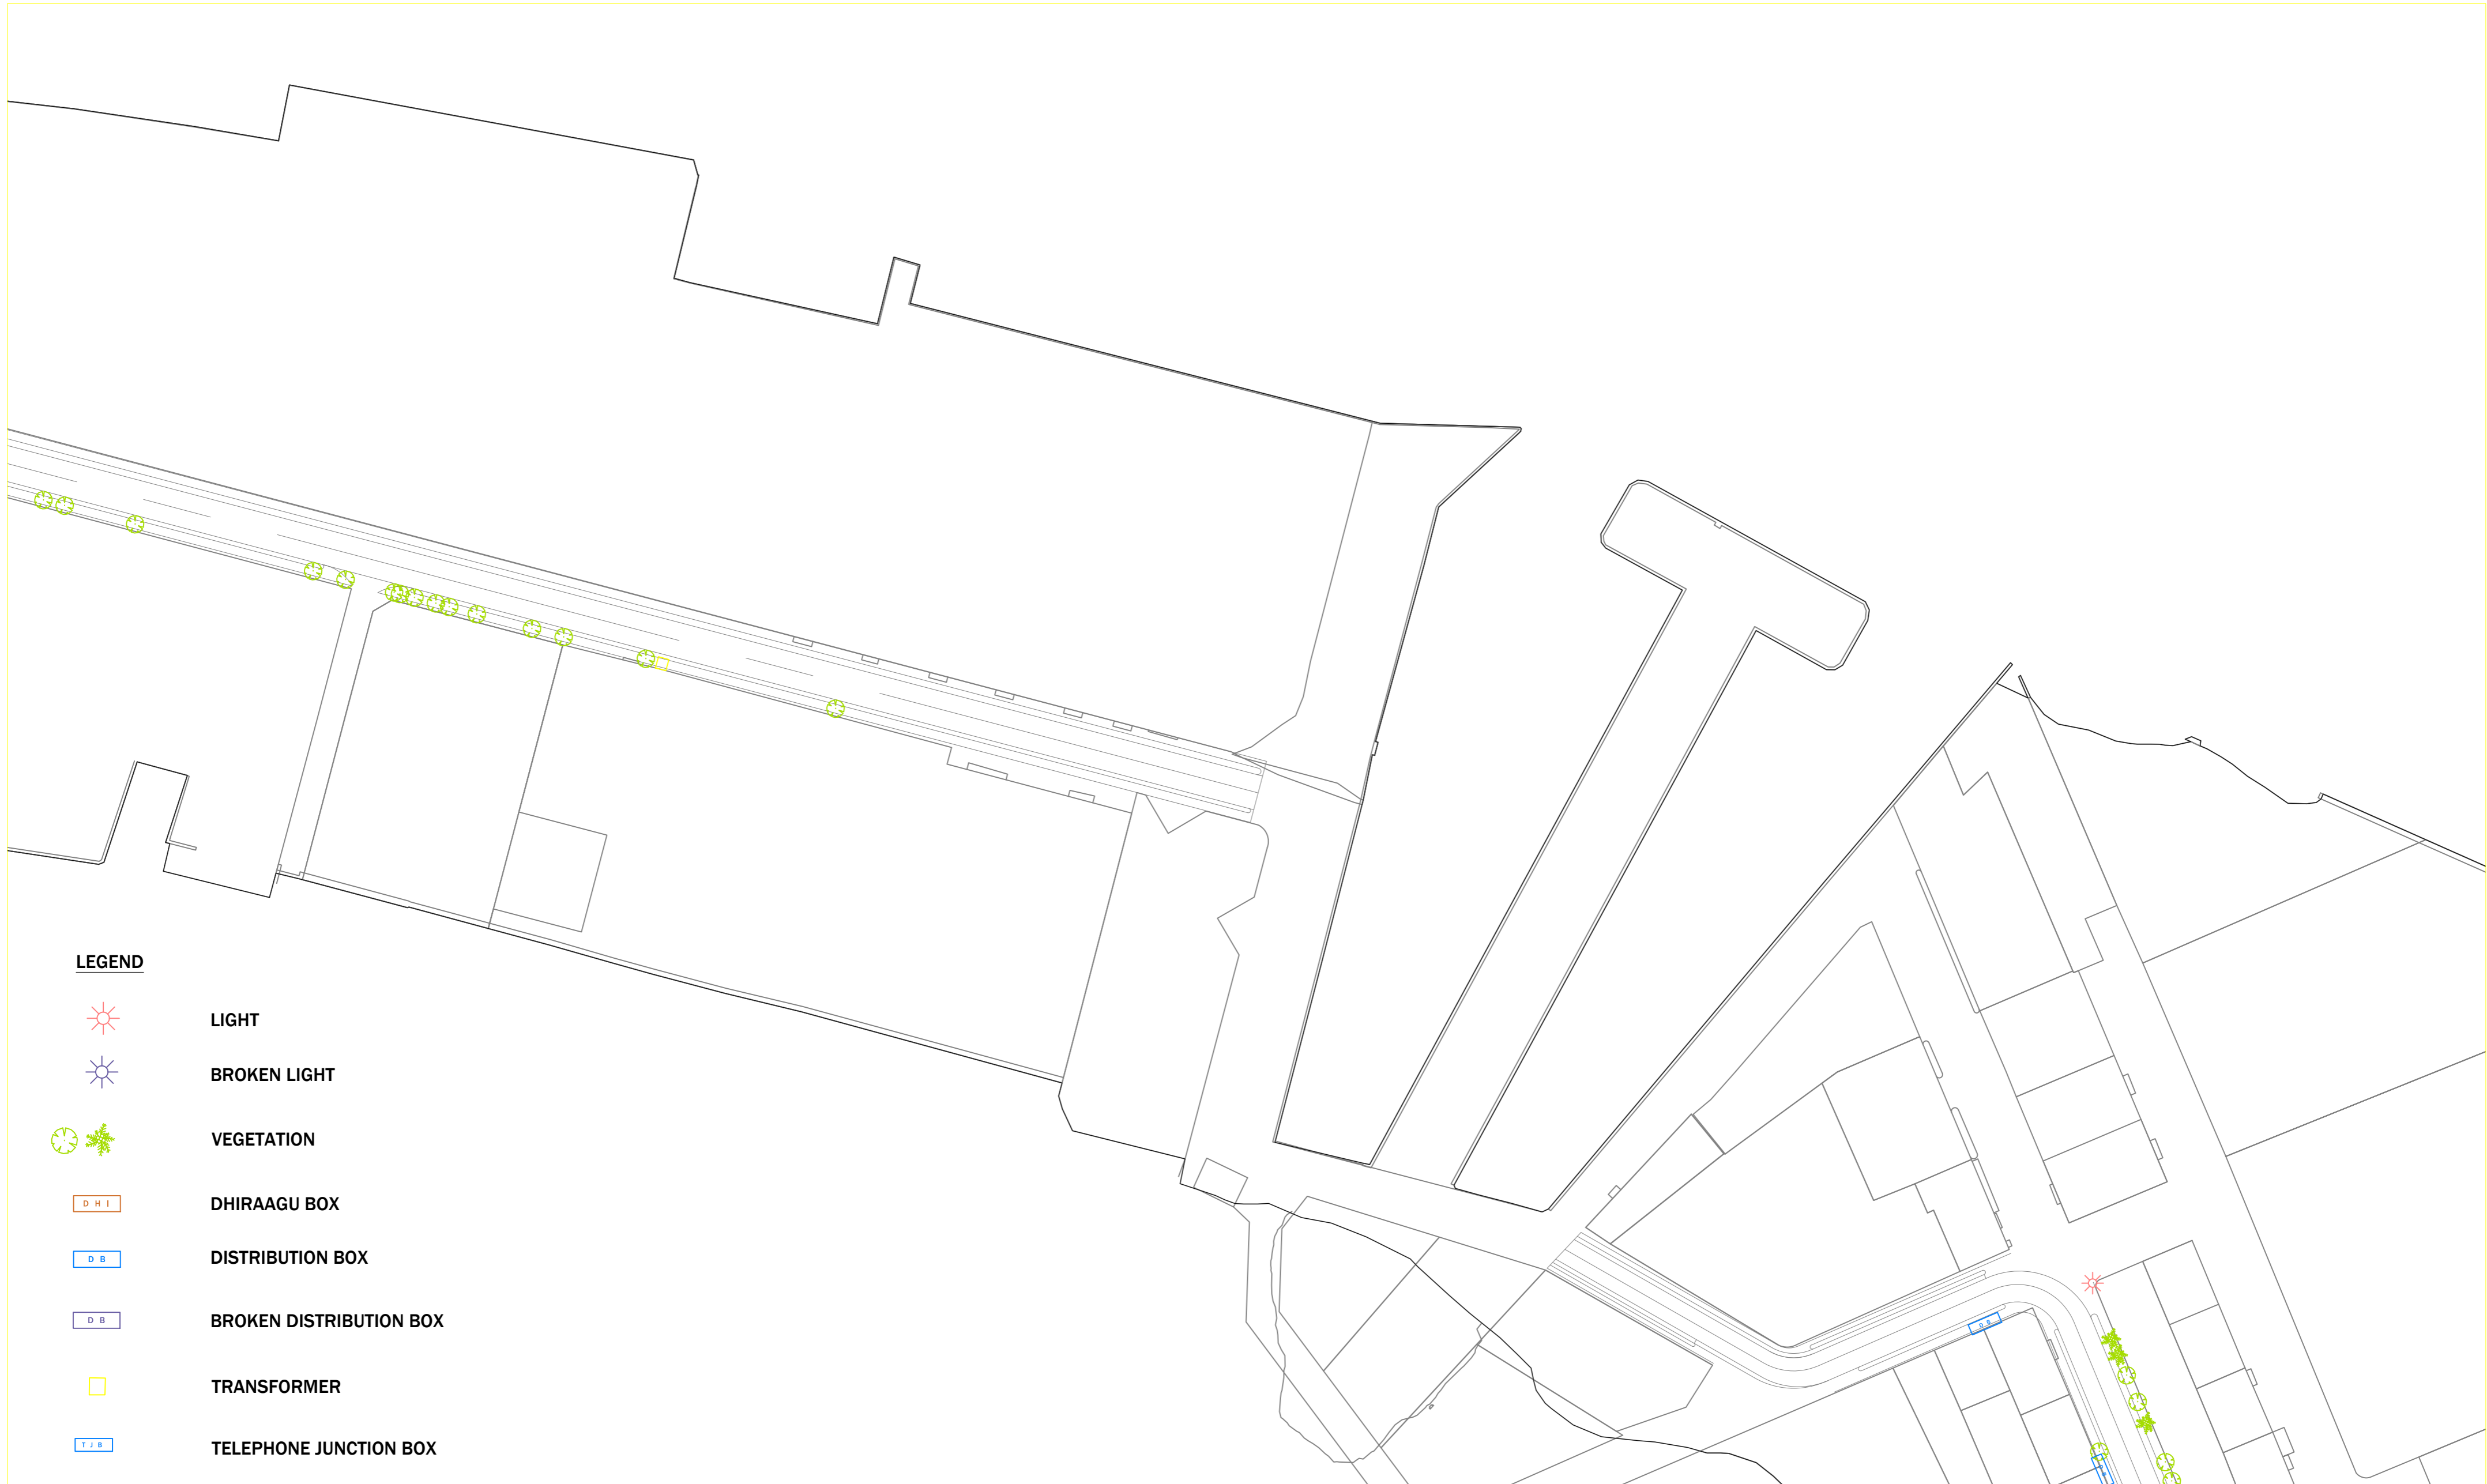 LEGEND
LIGHT
BROKEN LIGHT
VEGETATION
D H I DHIRAAGU BOX
D B DISTRIBUTION BOX
D B BROKEN DISTRIBUTION BOX
TRANSFORMER
T J B TELEPHONE JUNCTION BOX
D B